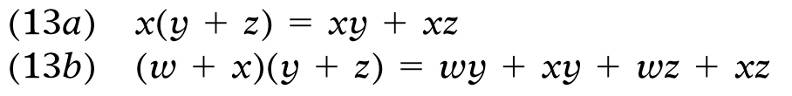 (13a) x(y + z) = xy + xz
(13b) (w + x)(y + z) = wy + xy + wz + xz